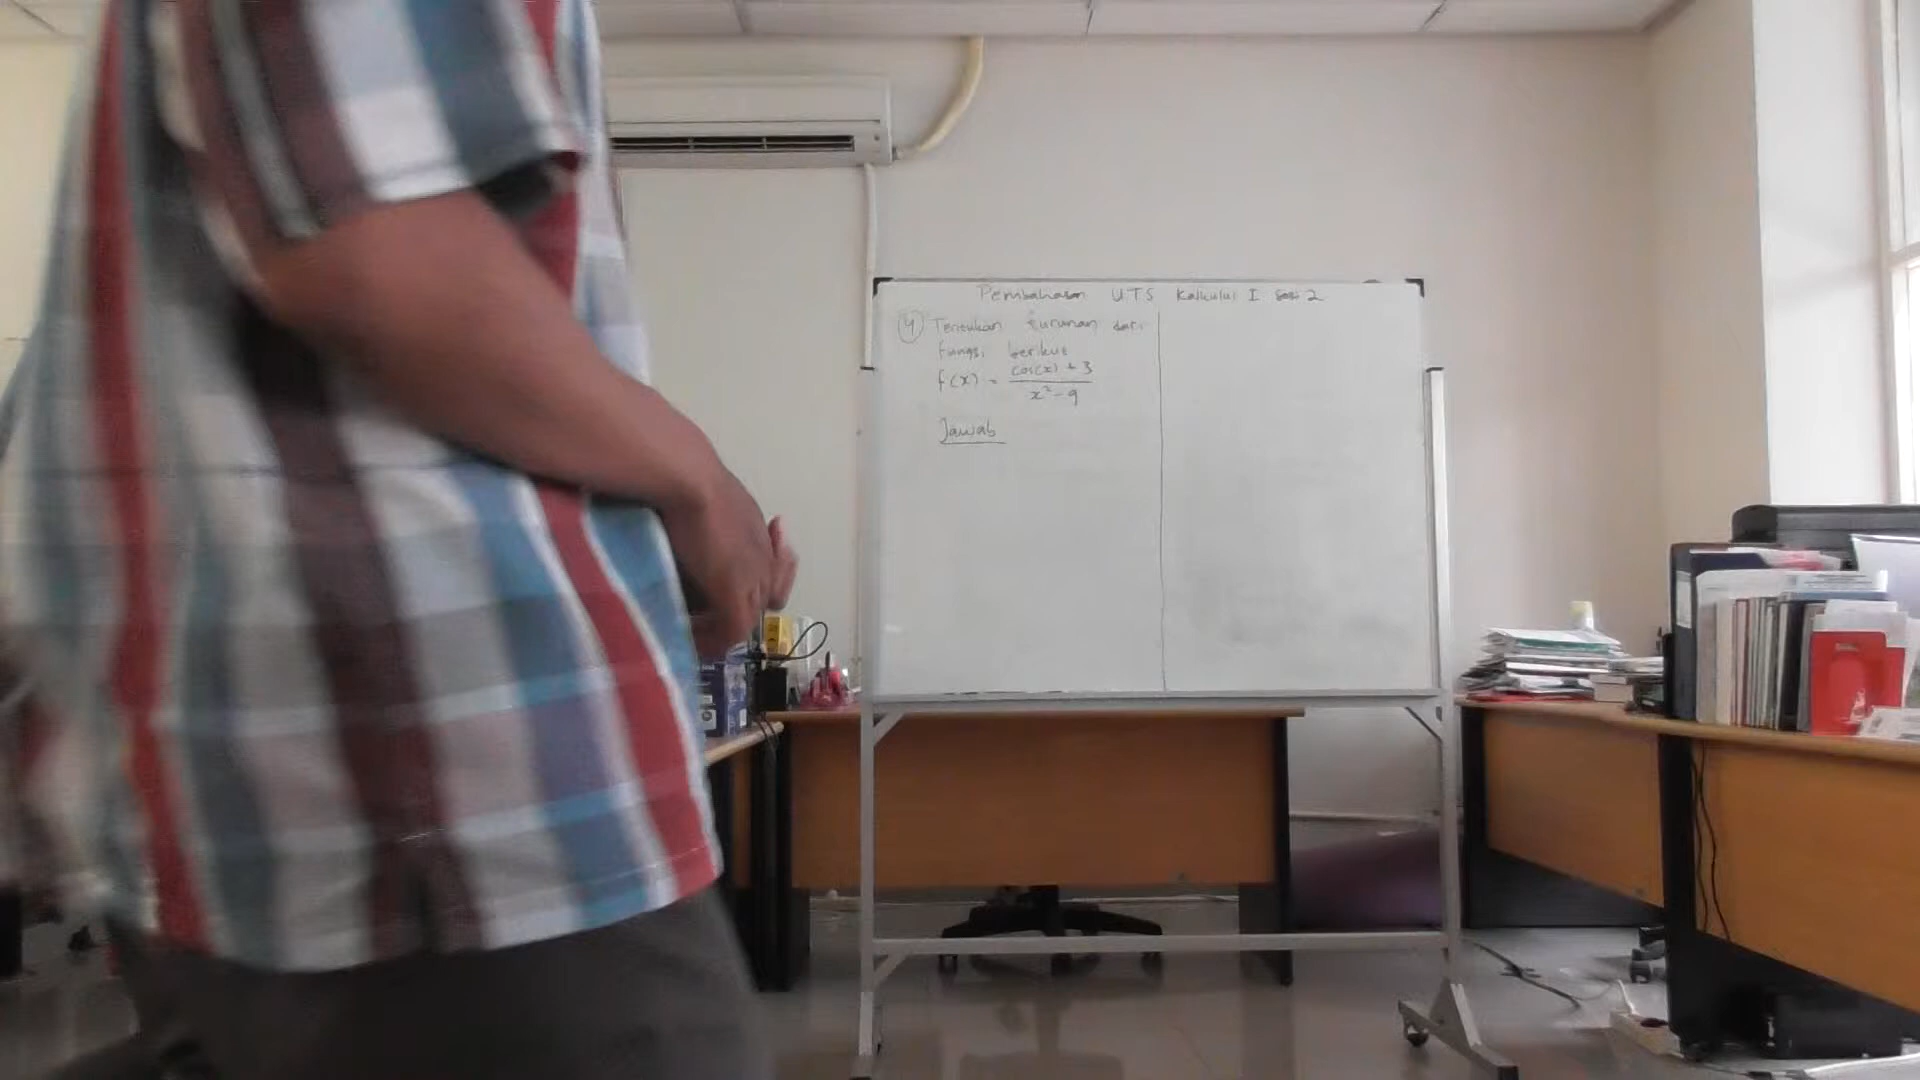 Pembahasan UTS Kalkulus I Sesi 2
4 Tentukan turunan dari
fungsi berikut
f(x) = cos(x) + 3
x² - 9
Jawab